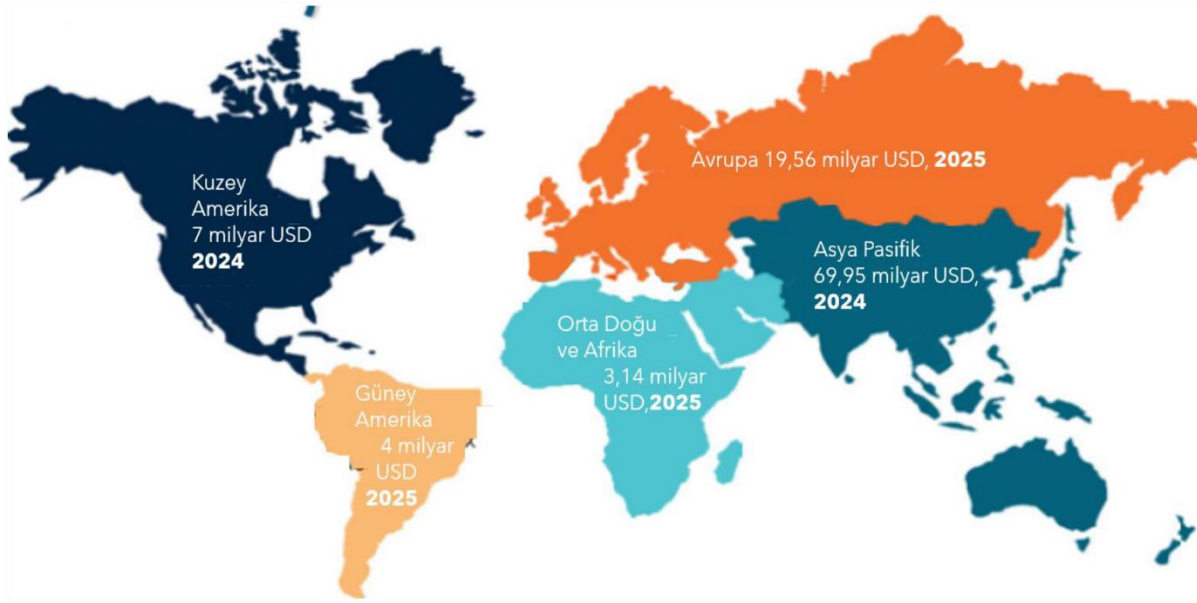 Kuzey
Amerika
7 milyar USD
2024
Avrupa 19,56 milyar USD, 2025
Asya Pasifik
69,95 milyar USD,
2024
Orta Doğu
ve Afrika
3,14 milyar
USD,2025
Güney
Amerika
4 milyar
USD
2025